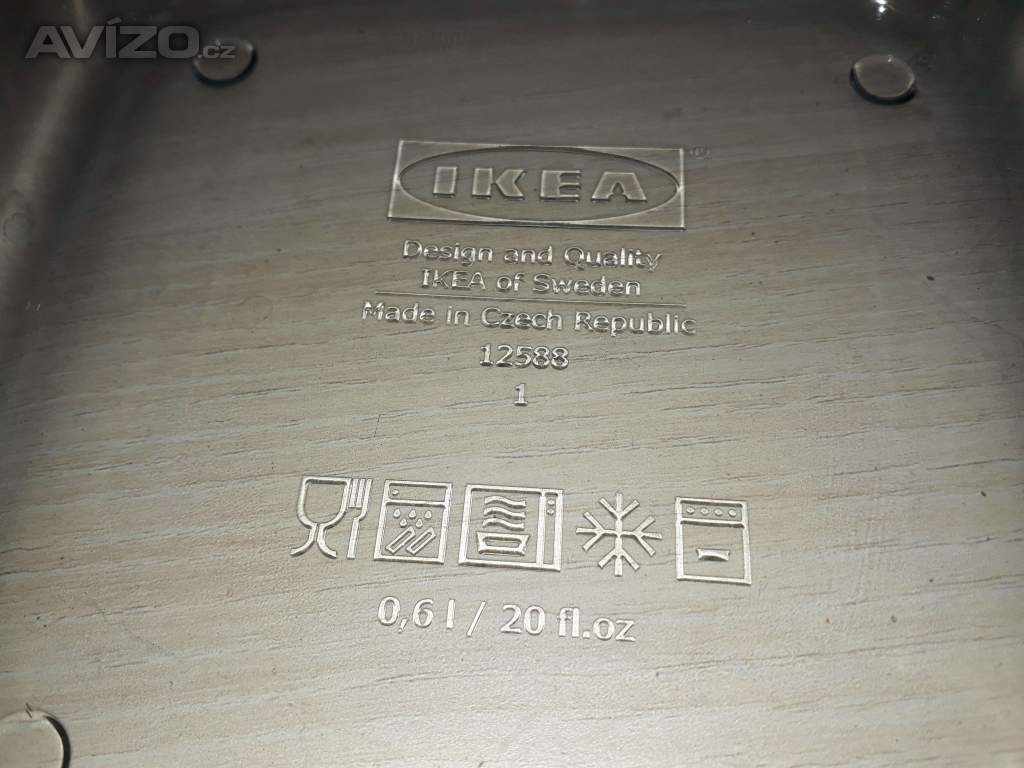 AVÍZO.cz
IKEA®
Design and Quality
IKEA of Sweden
Made in Czech Republic
12588
1
0,6 l / 20 fl.oz